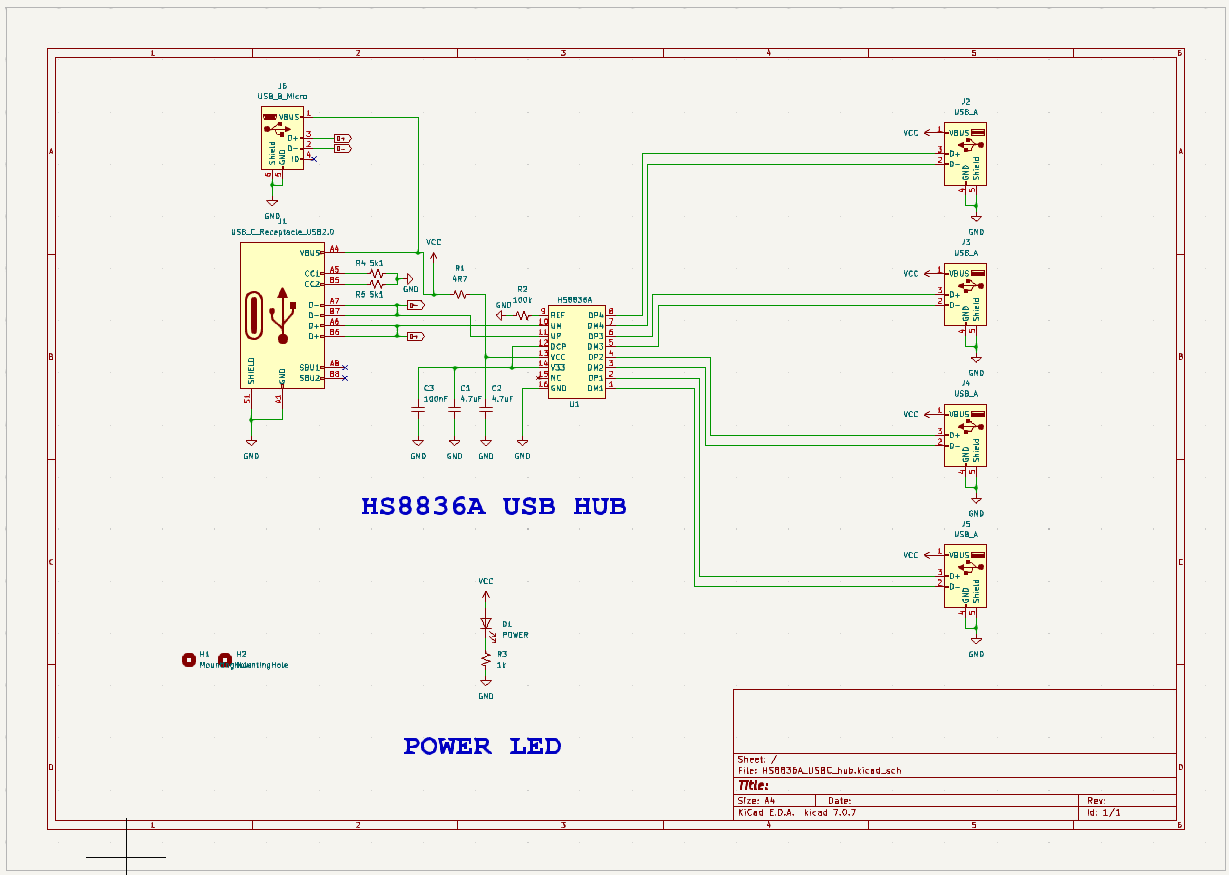 1 2 3 4 5 6
J6
USB_B_Micro
VBUS 1
D+ 3 D+
D- 2 D-
ID 4
Shield GND
6 5
GND
J1
USB_C_Receptacle_USB2.0
VBUS A4
CC1 A5 R4 5k1
CC2 B5 R5 5k1
GND
D- A7 D-
D- B7
D+ A6
D+ B6 D+
SBU1 A8
SBU2 B8
SHIELD GND
S1 A1
GND
VCC
R1
4R7
R2
100k
GND
HS8836A
9 REF DP4 8
10 UM DM4 7
11 UP DP3 6
12 DCP DM3 5
13 VCC DP2 4
14 V33 DM2 3
15 NC DP1 2
16 GND DM1 1
U1
C3
100nF
C1
4.7uF
C2
4.7uF
GND GND GND GND
J2
USB_A
VCC 1 VBUS
3 D+
2 D-
GND Shield
4 5
GND
J3
USB_A
VCC 1 VBUS
3 D+
2 D-
GND Shield
4 5
GND
J4
USB_A
VCC 1 VBUS
3 D+
2 D-
GND Shield
4 5
GND
J5
USB_A
VCC 1 VBUS
3 D+
2 D-
GND Shield
4 5
GND
HS8836A USB HUB
VCC
D1
POWER
R3
1k
GND
H1
MountingHole
H2
MountingHole
POWER LED
A A
B B
C C
D D
Sheet: /
File: HS8836A_USBC_hub.kicad_sch
Title:
Size: A4 Date: Rev:
KiCad E.D.A. kicad 7.0.7 Id: 1/1
1 2 3 4 5 6